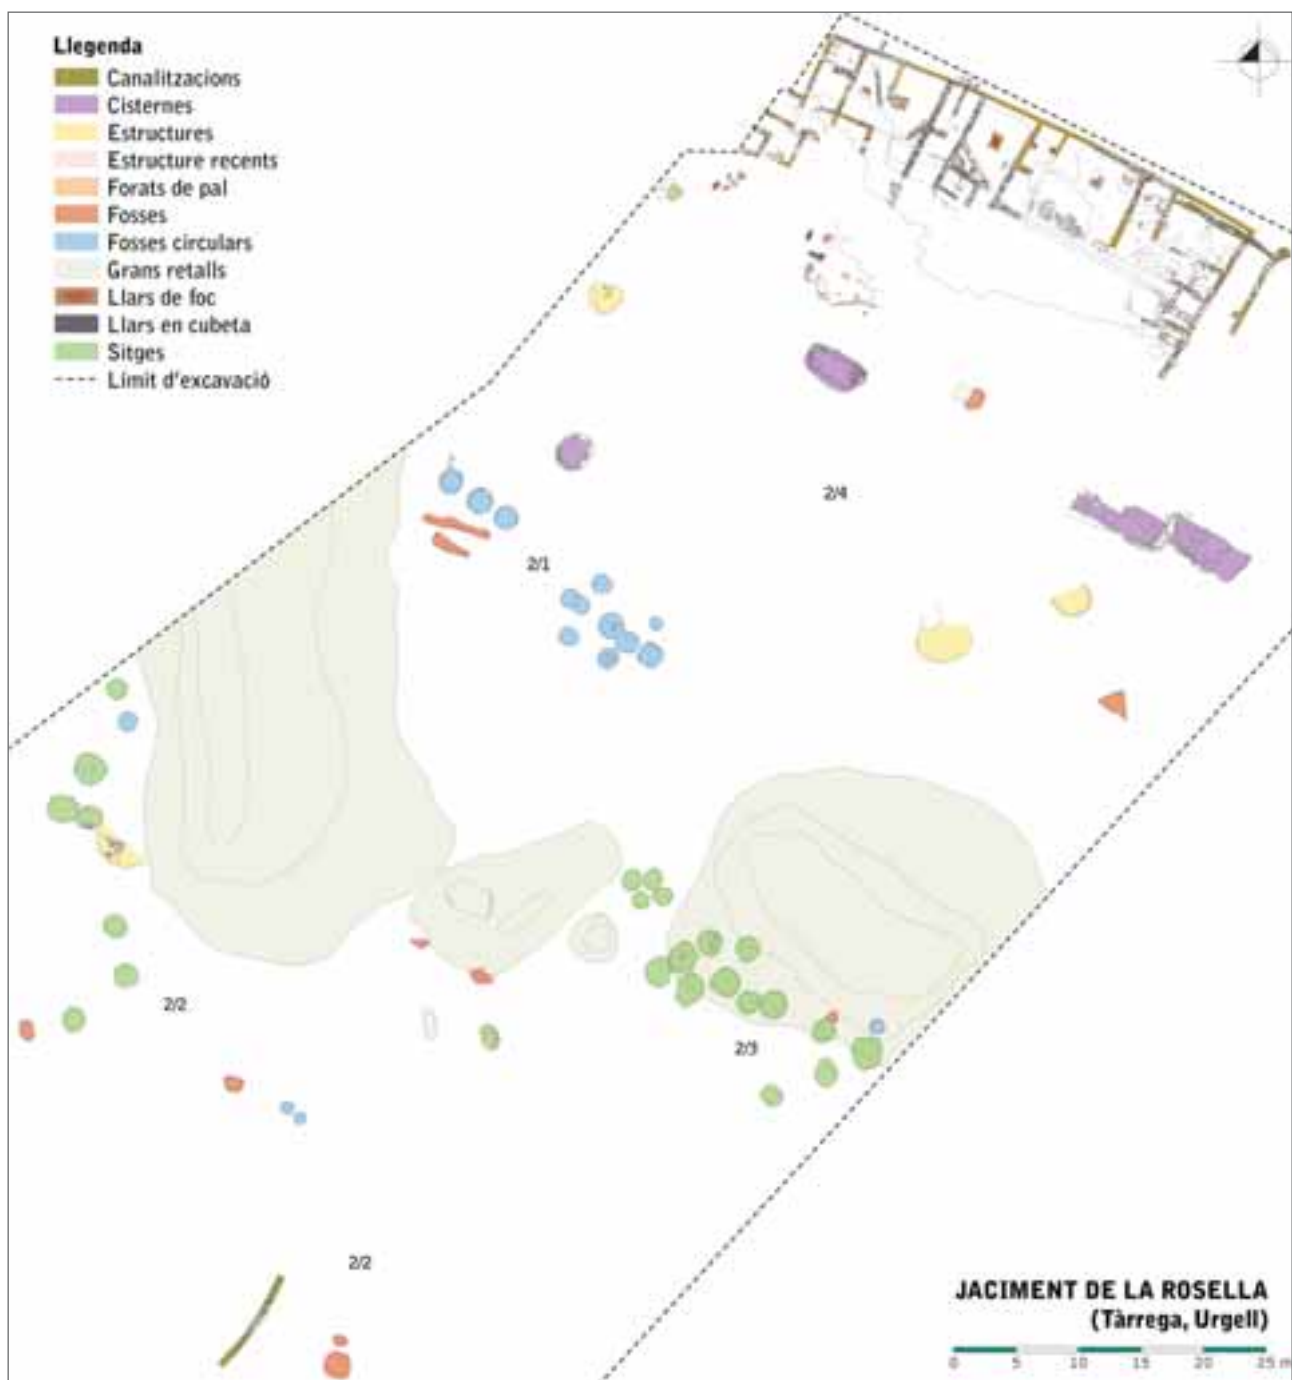 Llegenda
Canalitzacions
Cisternes
Estructures
Estructure recents
Forats de pal
Fosses
Fosses circulars
Grans retalls
Llars de foc
Llars en cubeta
Sitges
Límit d'excavació
2/4
2/1
2/2
2/3
2/2
JACIMENT DE LA ROSELLA
(Tàrrega, Urgell)
0 5 10 15 20 25 m